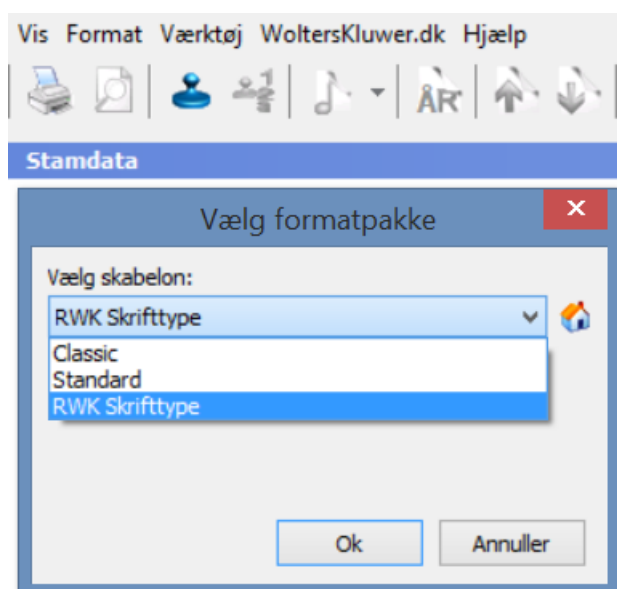 Vis Format Værktøj WoltersKluwer.dk Hjælp
ÅR
Stamdata
Vælg formatpakke
Vælg skabelon:
RWK Skrifttype
Classic
Standard
RWK Skrifttype
Ok Annuller